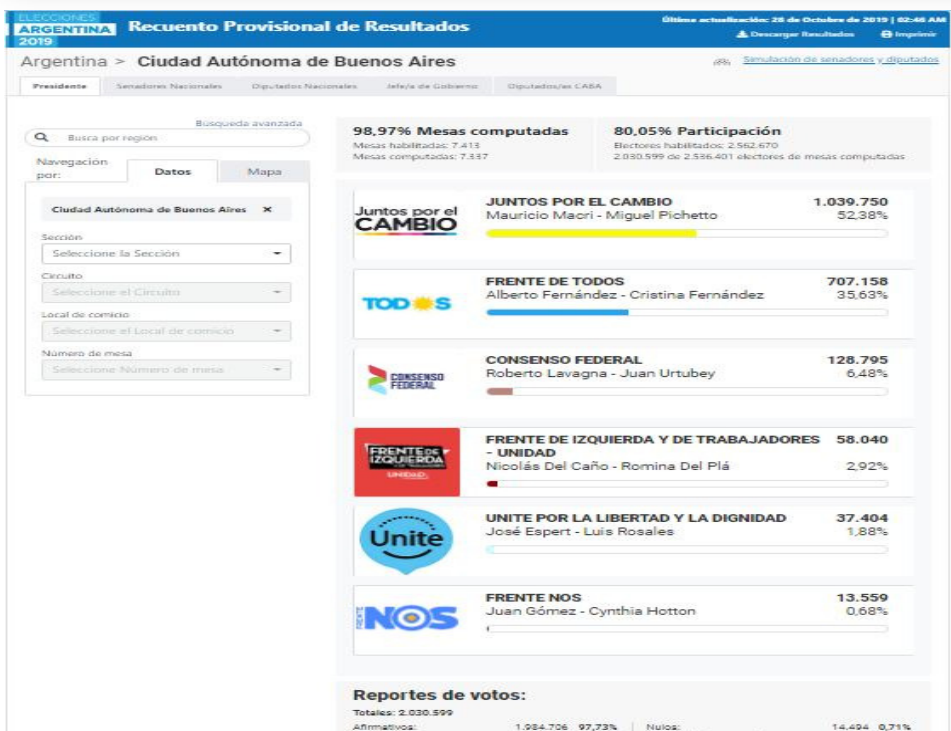 ELECCIONES
ARGENTINA
2019
Recuento Provisional de Resultados
Última actualización: 28 de Octubre de 2019 | 02:46 AM
Descargar Resultados
Imprimir
Argentina > Ciudad Autónoma de Buenos Aires
Simulación de senadores y diputados
Presidente
Senadores Nacionales
Diputados Nacionales
Jefe/a de Gobierno
Diputados/as CABA
Búsqueda avanzada
Busca por región
Navegación
por:
Datos
Mapa
Ciudad Autónoma de Buenos Aires ×
Sección
Seleccione la Sección
Circuito
Seleccione el Circuito
Local de comicio
Seleccione el Local de comicio
Número de mesa
Seleccione Número de mesa
98,97% Mesas computadas
Mesas habilitadas: 7.413
Mesas computadas: 7.337
80,05% Participación
Electores habilitados: 2.562.670
2.030.599 de 2.536.401 electores de mesas computadas
Juntos por el
CAMBIO
JUNTOS POR EL CAMBIO 1.039.750
Mauricio Macri - Miguel Pichetto 52,38%
TODOS
FRENTE DE TODOS 707.158
Alberto Fernández - Cristina Fernández 35,63%
CONSENSO
FEDERAL
CONSENSO FEDERAL 128.795
Roberto Lavagna - Juan Urtubey 6,48%
FRENTE DE
IZQUIERDA
UNIDAD
FRENTE DE IZQUIERDA Y DE TRABAJADORES 58.040
- UNIDAD
Nicolás Del Caño - Romina Del Plá 2,92%
Unite
UNITE POR LA LIBERTAD Y LA DIGNIDAD 37.404
José Espert - Luis Rosales 1,88%
FRENTE
NOS
FRENTE NOS 13.559
Juan Gómez - Cynthia Hotton 0,68%
Reportes de votos:
Totales: 2.030.599
Afirmativos: 1.984.706 97,73%
Nulos: 14.494 0,71%